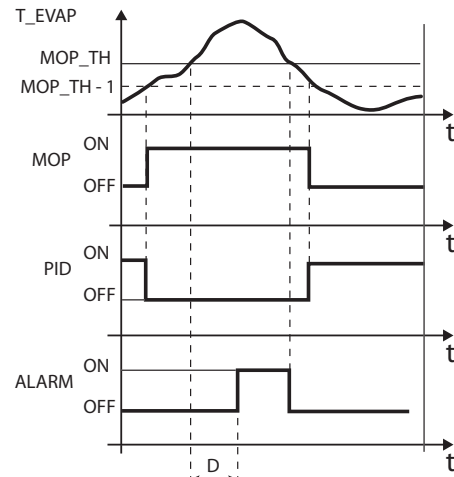 T_EVAP
MOP_TH
MOP_TH - 1
t
MOP
ON
OFF
t
PID
ON
OFF
t
ALARM
ON
OFF
t
D